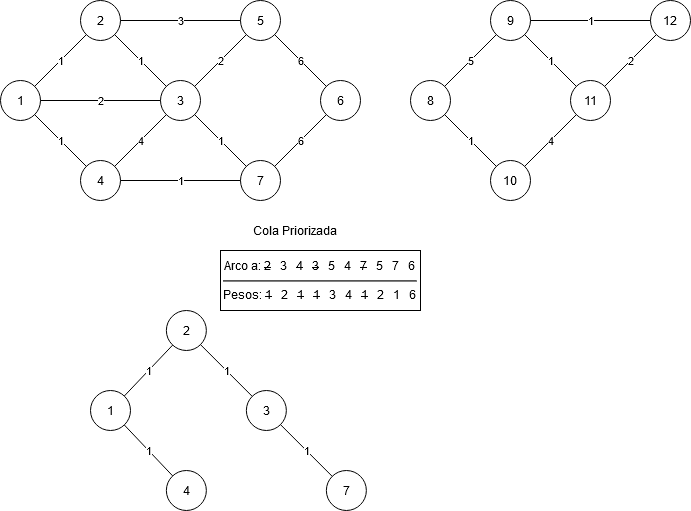 2 3 5 9 1 12
1 1 2 6 5 1 2
1 2 3 6 8 11
1 4 1 6 1 4
4 1 7 10
Cola Priorizada
Arco a: 2 3 4 3 5 4 7 5 7 6
Pesos: 1 2 1 1 3 4 1 2 1 6
2
1 1
1 3
1 1
4 7